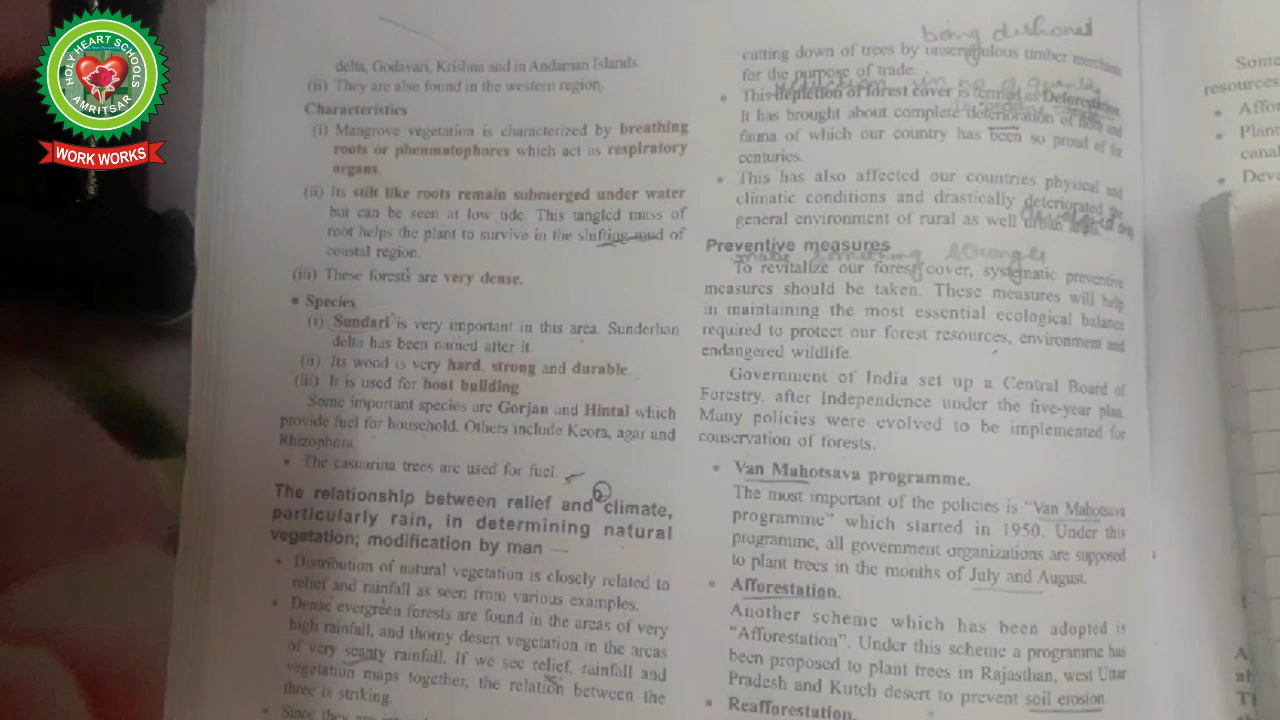 HOLY HEART SCHOOLS
AMRITSAR
WORK WORKS
delta, Godavari, Krishna and in Andaman Islands.
(ii) They are also found in the western region.
Characteristics
(i) Mangrove vegetation is characterized by breathing
roots or phenmatophores which act as respiratory
organs.
(ii) Its stilt like roots remain submerged under water
but can be seen at low tide. This tangled mass of
root helps the plant to survive in the shifting mud of
coastal region.
(iii) These forests are very dense.
• Species
(i) Sundari is very important in this area. Sunderban
delta has been named after it.
(ii) Its wood is very hard, strong and durable.
(iii) It is used for boat building
Some important species are Gorjan and Hintal which
provide fuel for household. Others include Keora, agar and
Rhizophora.
• The casuarina trees are used for fuel.
The relationship between relief and climate,
particularly rain, in determining natural
vegetation; modification by man —
• Distribution of natural vegetation is closely related to
relief and rainfall as seen from various examples.
• Dense evergreen forests are found in the areas of very
high rainfall, and thorny desert vegetation in the areas
of very scanty rainfall. If we see relief, rainfall and
vegetation maps together, the relation between the
three is striking.
• Since they are
being dishonest
cutting down of trees by unscrupulous timber merchants
for the purpose of trade.
• This depletion of forest cover is termed as Deforestation.
It has brought about complete deterioration of flora and
fauna of which our country has been so proud of for
centuries.
• This has also affected our countries physical and
climatic conditions and drastically deteriorated the
general environment of rural as well urban areas.
Preventive measures
make something stronger
To revitalize our forest cover, systematic preventive
measures should be taken. These measures will help
in maintaining the most essential ecological balance
required to protect our forest resources, environment and
endangered wildlife.
Government of India set up a Central Board of
Forestry, after Independence under the five-year plan.
Many policies were evolved to be implemented for
conservation of forests.
• Van Mahotsava programme.
The most important of the policies is “Van Mahotsava
programme” which started in 1950. Under this
programme, all government organizations are supposed
to plant trees in the months of July and August.
• Afforestation.
Another scheme which has been adopted is
“Afforestation”. Under this scheme a programme has
been proposed to plant trees in Rajasthan, west Uttar
Pradesh and Kutch desert to prevent soil erosion.
• Reafforestation.
Some
resources
• Affor
• Plant
canal
• Deve